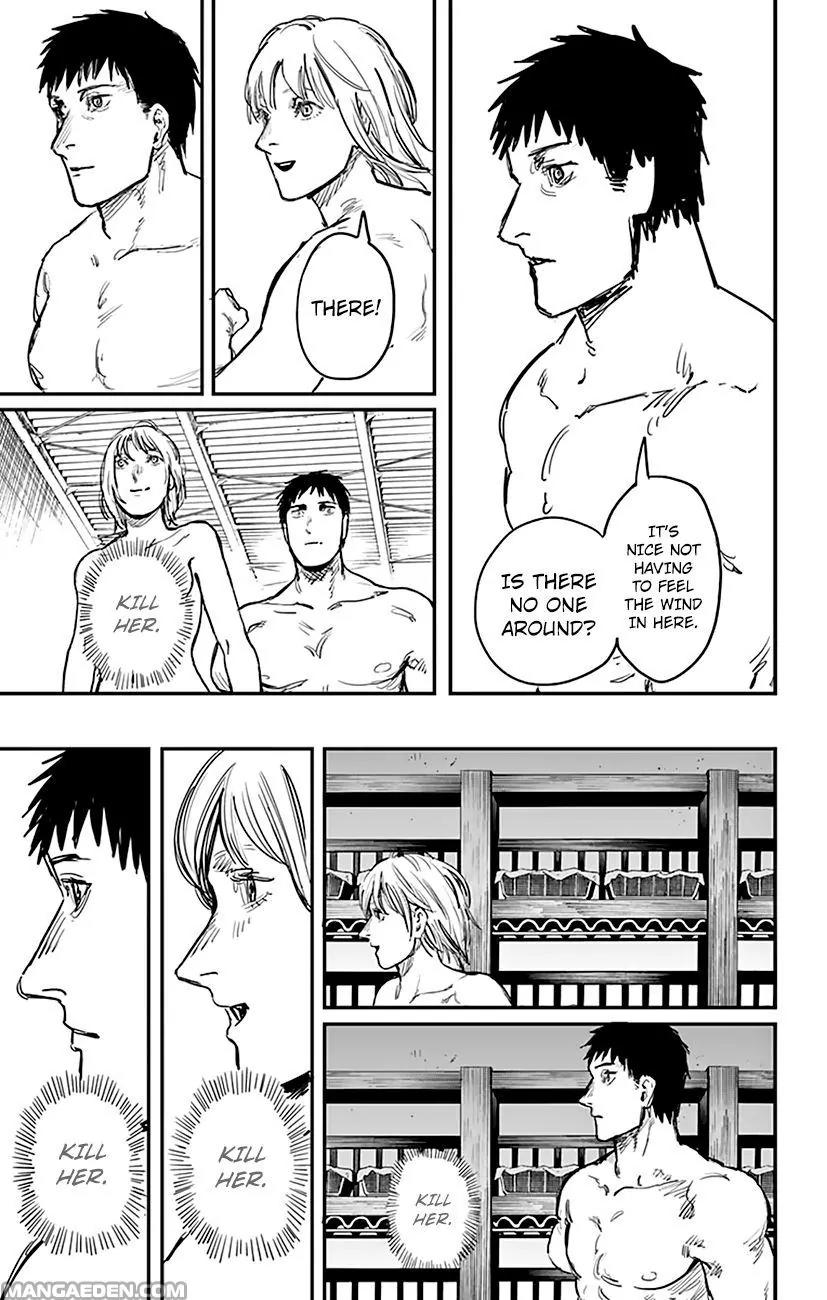 IT'S
NICE NOT
HAVING
TO FEEL
THE WIND
IN HERE.
IS THERE
NO ONE
AROUND?
THERE!
KILL
HER.
KILL
HER.
KILL
HER.
KILL
HER.
MANGAEDEN.COM